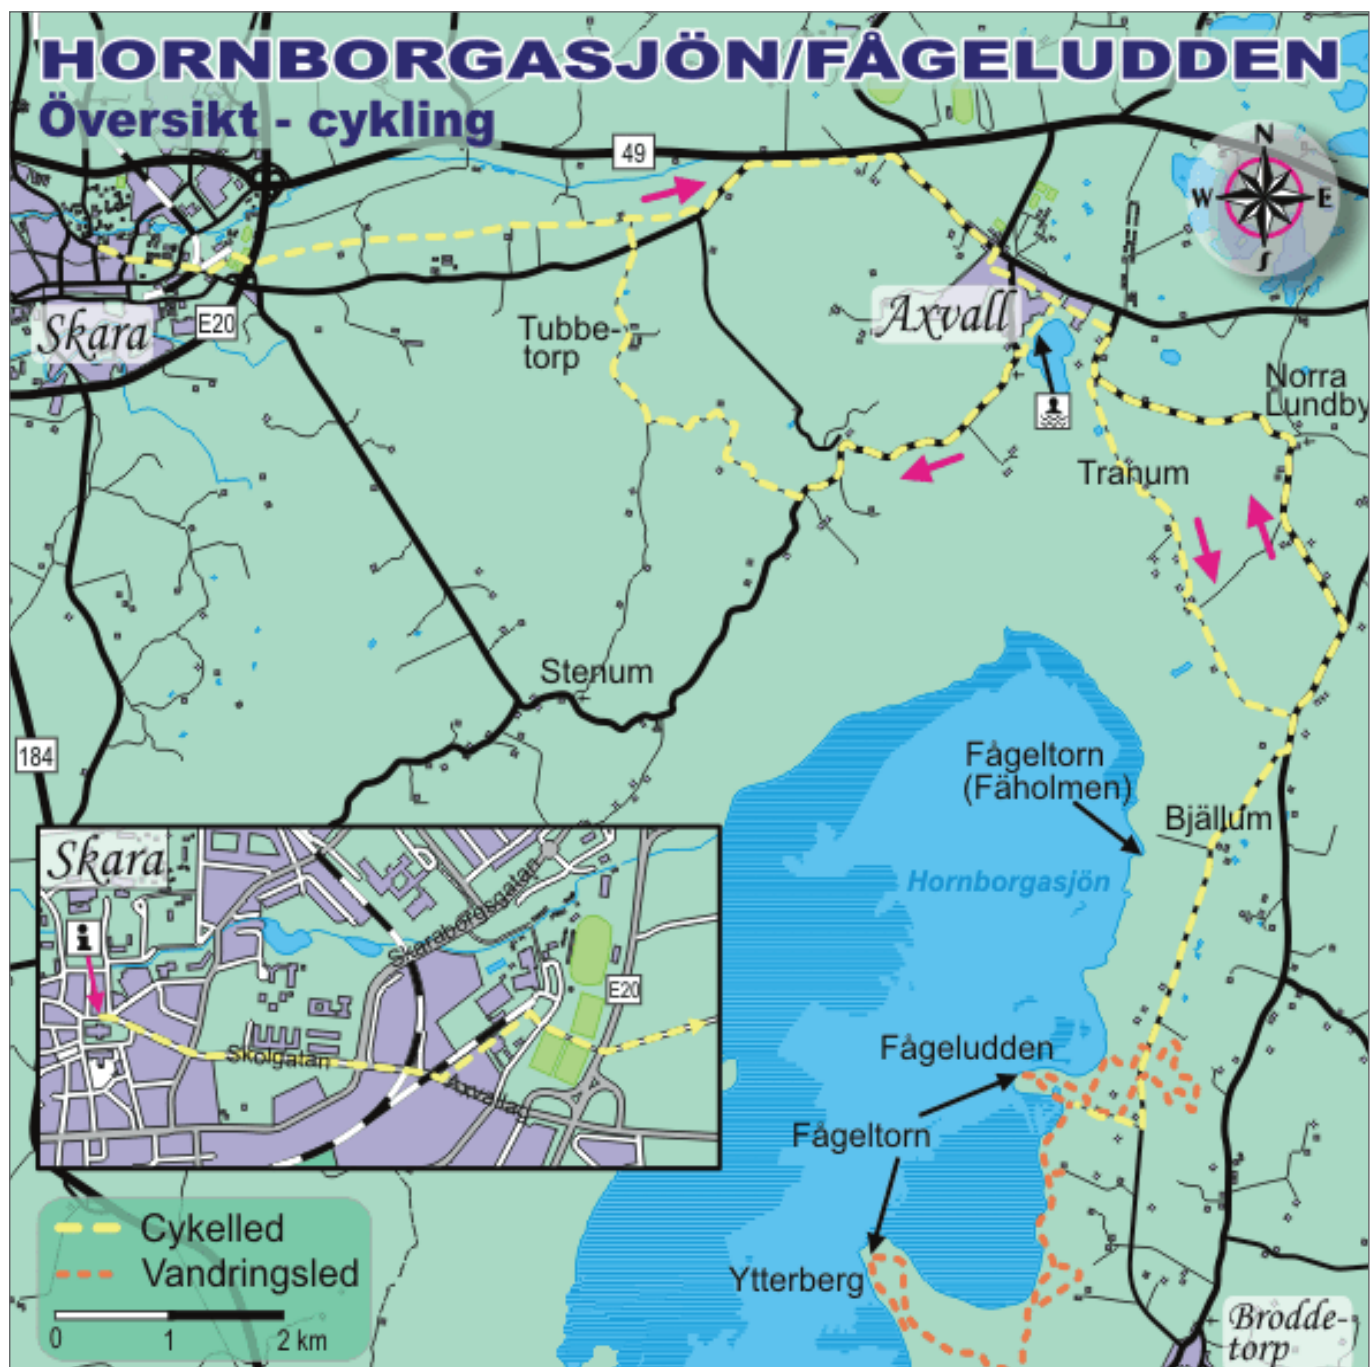 HORNBORGASJÖN/FÅGELUDDEN
Översikt - cykling
49
N
W
E
S
Skara
E20
Tubbe-
torp
Axvall
Norra
Lundby
Tranum
Stenum
184
Fågeltorn
(Fäholmen)
Bjällum
Hornborgasjön
Skara
i
Skaraborgsgatan
E20
Skolgatan
Axvallag
Fågeludden
Fågeltorn
Ytterberg
Cykelled
Vandringsled
0
1
2 km
Brodde-
torp